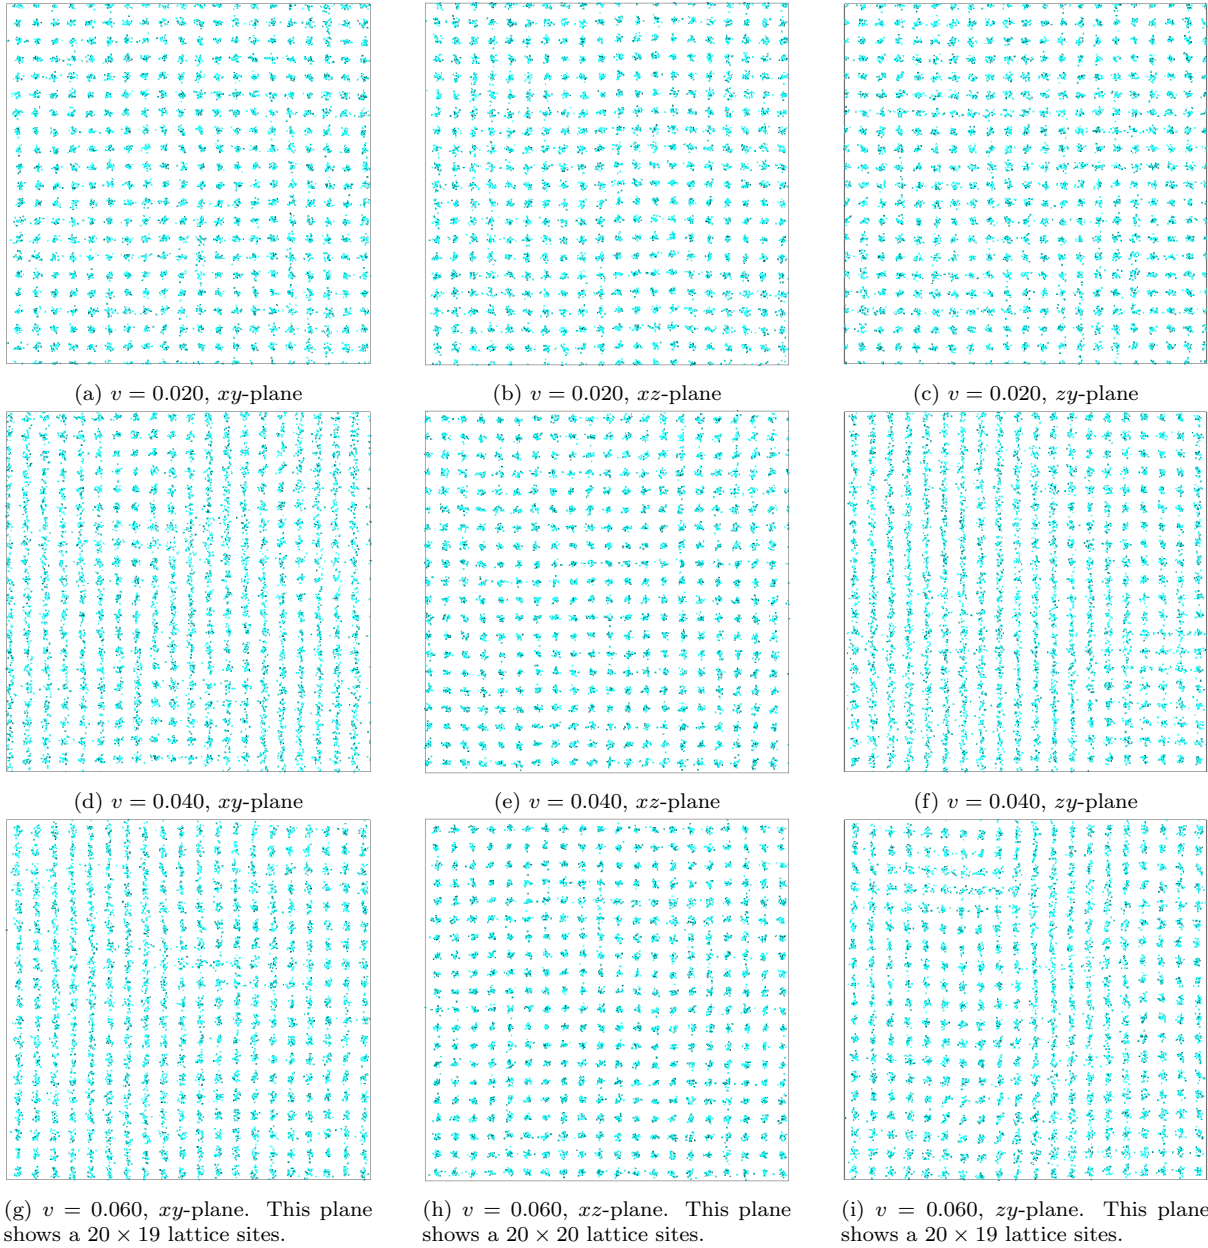 (a) v = 0.020, xy-plane
(b) v = 0.020, xz-plane
(c) v = 0.020, zy-plane
(d) v = 0.040, xy-plane
(e) v = 0.040, xz-plane
(f) v = 0.040, zy-plane
(g) v = 0.060, xy-plane. This plane
shows a 20 × 19 lattice sites.
(h) v = 0.060, xz-plane. This plane
shows a 20 × 20 lattice sites.
(i) v = 0.060, zy-plane. This plane
shows a 20 × 19 lattice sites.